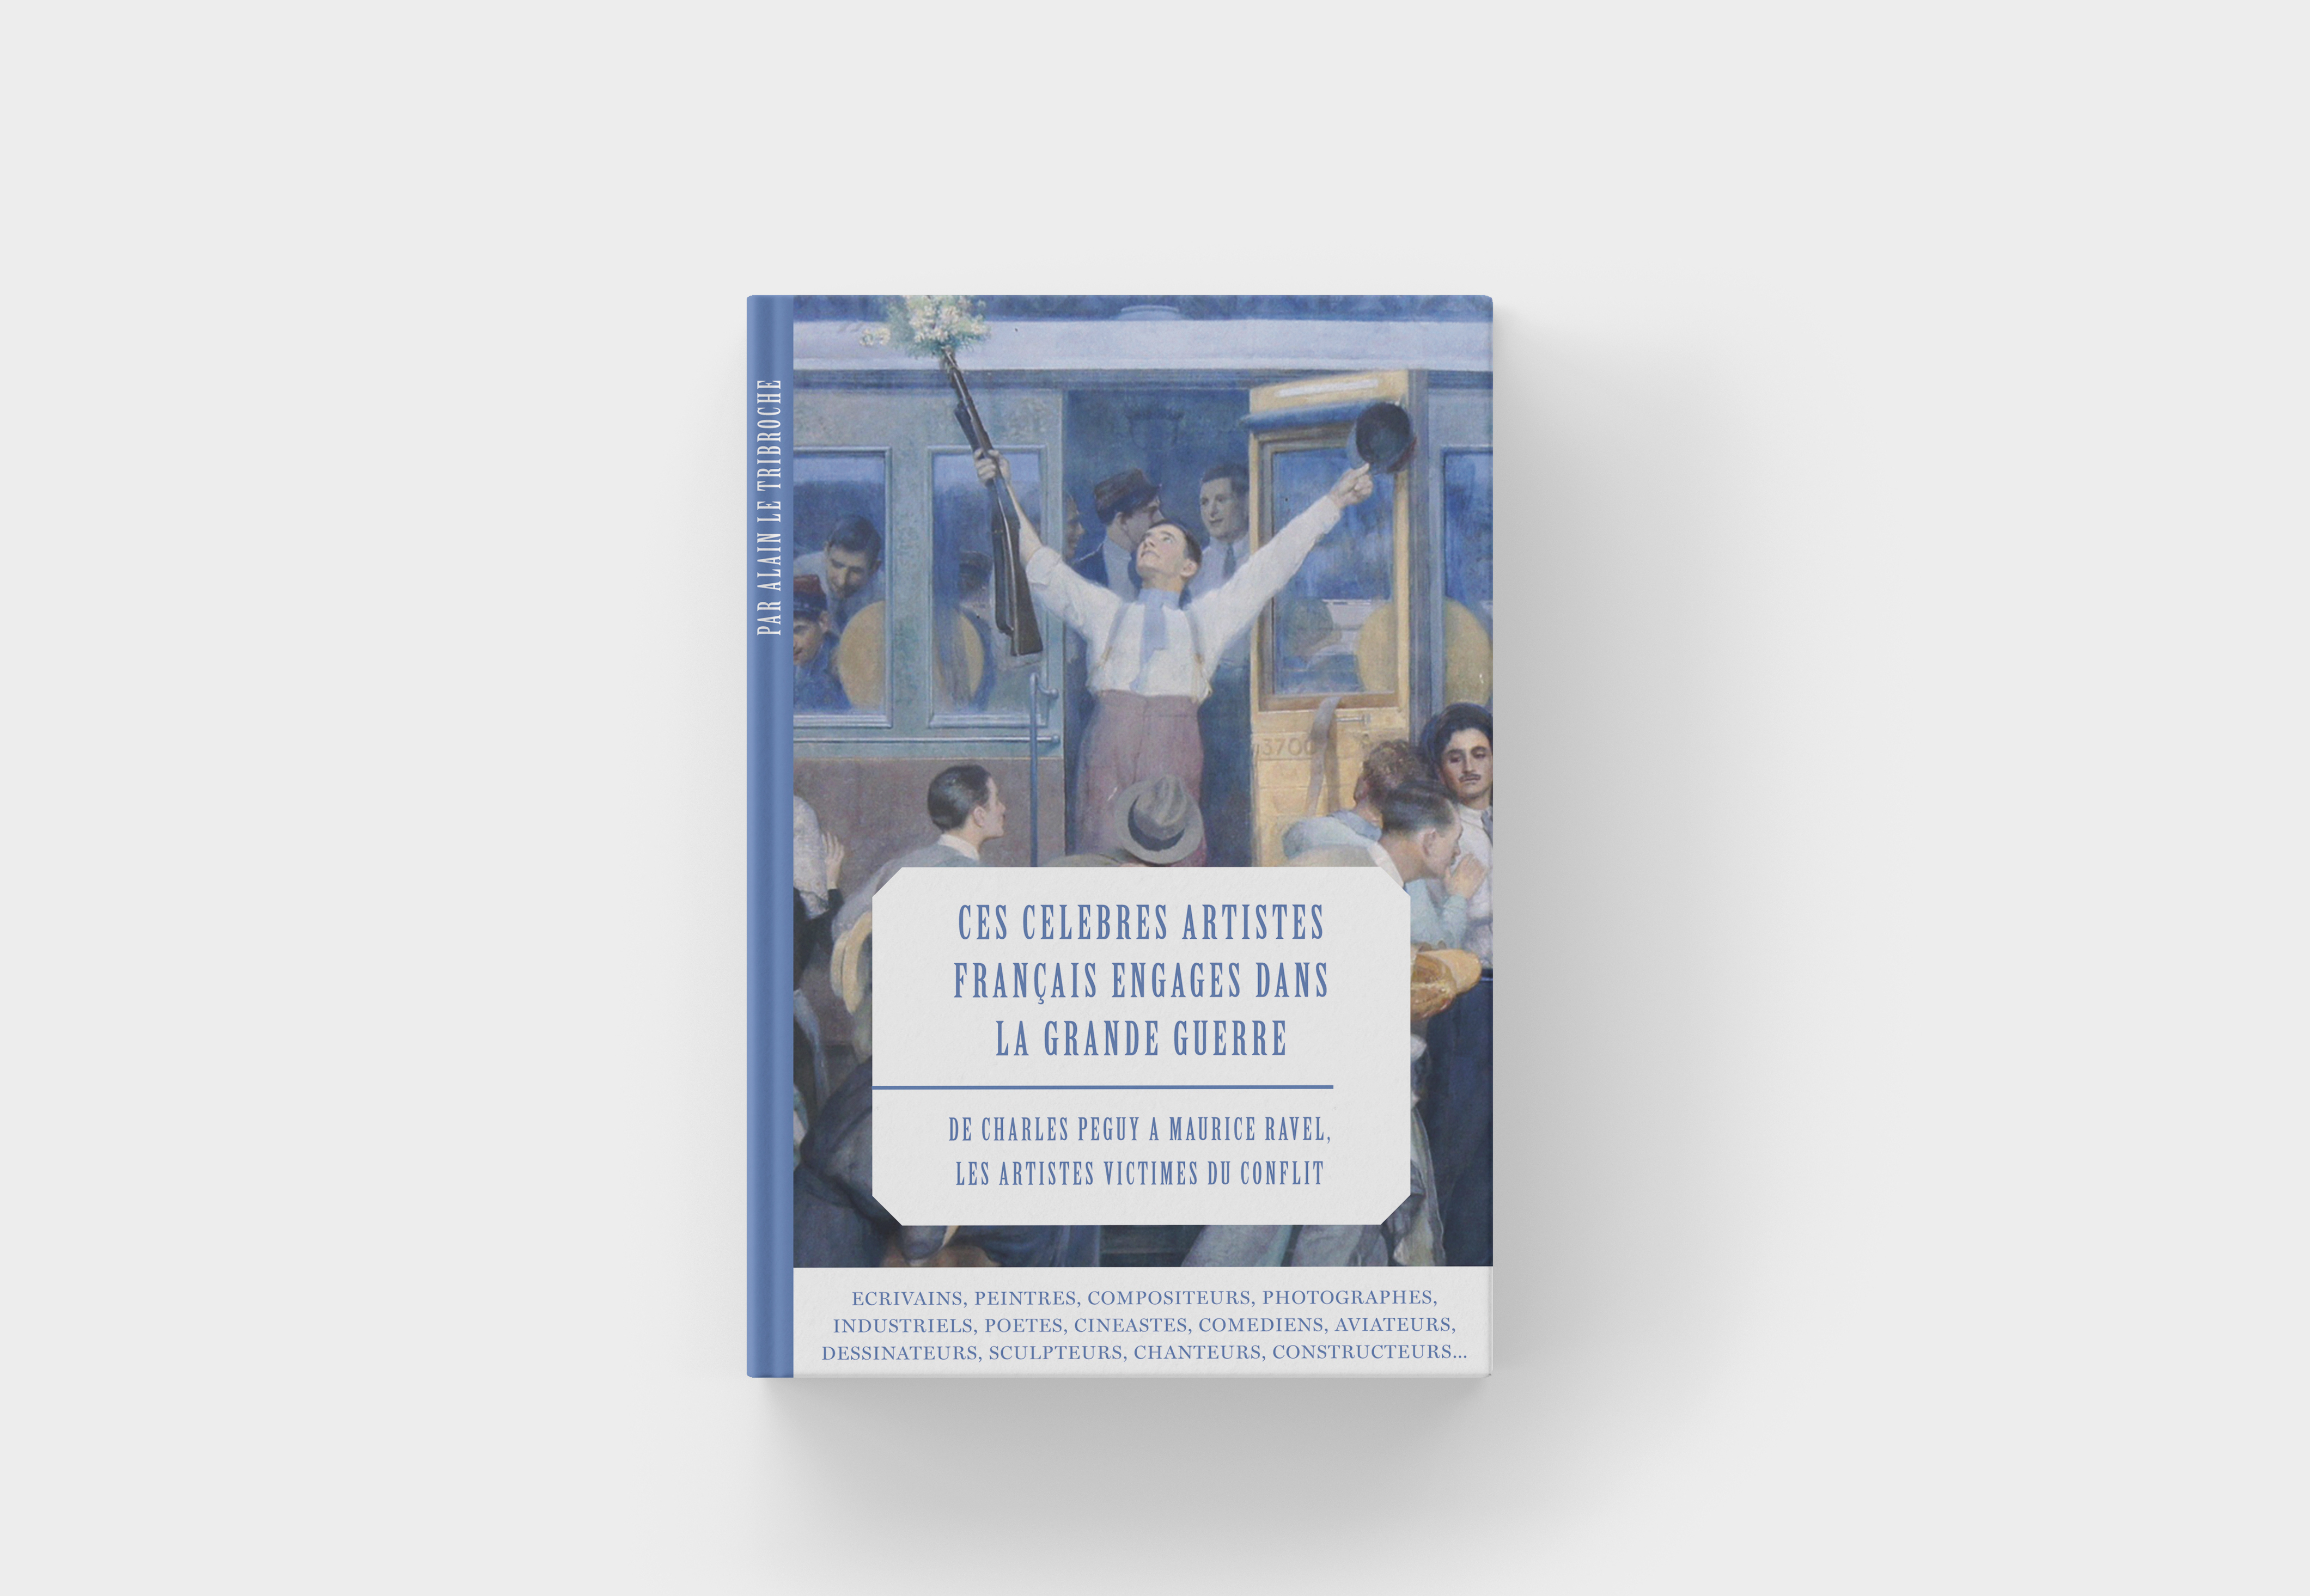 PAR ALAIN LE TRIBROCHE
3700
CES CELEBRES ARTISTES
FRANÇAIS ENGAGES DANS
LA GRANDE GUERRE
DE CHARLES PEGUY A MAURICE RAVEL,
LES ARTISTES VICTIMES DU CONFLIT
ECRIVAINS, PEINTRES, COMPOSITEURS, PHOTOGRAPHES,
INDUSTRIELS, POETES, CINEASTES, COMEDIENS, AVIATEURS,
DESSINATEURS, SCULPTEURS, CHANTEURS, CONSTRUCTEURS...